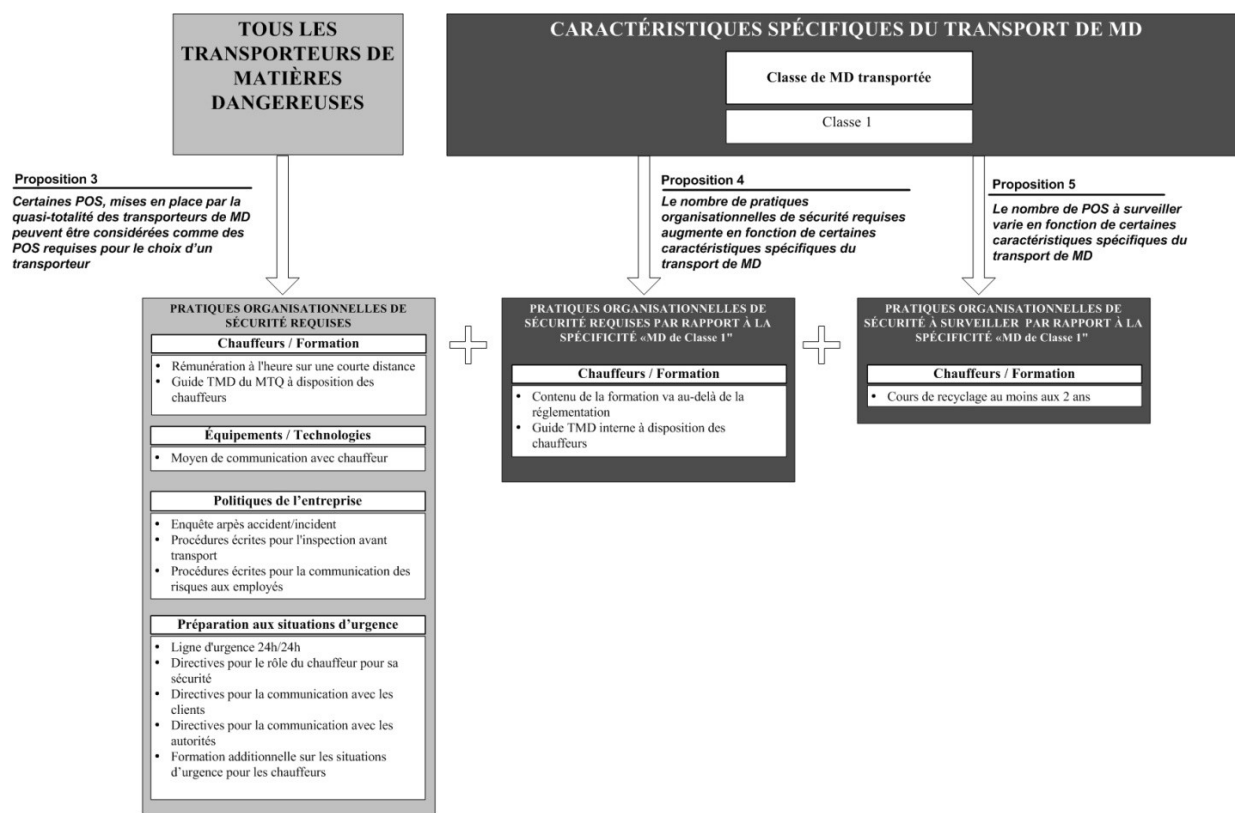 TOUS LES
TRANSPORTEURS DE
MATIÈRES
DANGEREUSES
CARACTÉRISTIQUES SPÉCIFIQUES DU TRANSPORT DE MD
Classe de MD transportée
Classe 1
Proposition 3
Certaines POS, mises en place par la
quasi-totalité des transporteurs de MD
peuvent être considérées comme des
POS requises pour le choix d'un
transporteur
Proposition 4
Le nombre de pratiques
organisationnelles de sécurité requises
augmente en fonction de certaines
caractéristiques spécifiques du
transport de MD
Proposition 5
Le nombre de POS à surveiller
varie en fonction de certaines
caractéristiques spécifiques du
transport de MD
PRATIQUES ORGANISATIONNELLES DE
SÉCURITÉ REQUISES
Chauffeurs / Formation
• Rémunération à l'heure sur une courte distance
• Guide TMD du MTQ à disposition des
chauffeurs
Équipements / Technologies
• Moyen de communication avec chauffeur
Politiques de l'entreprise
• Enquête arpès accident/incident
• Procédures écrites pour l'inspection avant
transport
• Procédures écrites pour la communication des
risques aux employés
Préparation aux situations d'urgence
• Ligne d'urgence 24h/24h
• Directives pour le rôle du chauffeur pour sa
sécurité
• Directives pour la communication avec les
clients
• Directives pour la communication avec les
autorités
• Formation additionnelle sur les situations
d'urgence pour les chauffeurs
PRATIQUES ORGANISATIONNELLES DE
SÉCURITÉ REQUISES PAR RAPPORT À LA
SPÉCIFICITÉ «MD de Classe 1"
Chauffeurs / Formation
• Contenu de la formation va au-delà de la
réglementation
• Guide TMD interne à disposition des
chauffeurs
PRATIQUES ORGANISATIONNELLES DE
SÉCURITÉ À SURVEILLER PAR RAPPORT À LA
SPÉCIFICITÉ «MD de Classe 1"
Chauffeurs / Formation
• Cours de recyclage au moins aux 2 ans